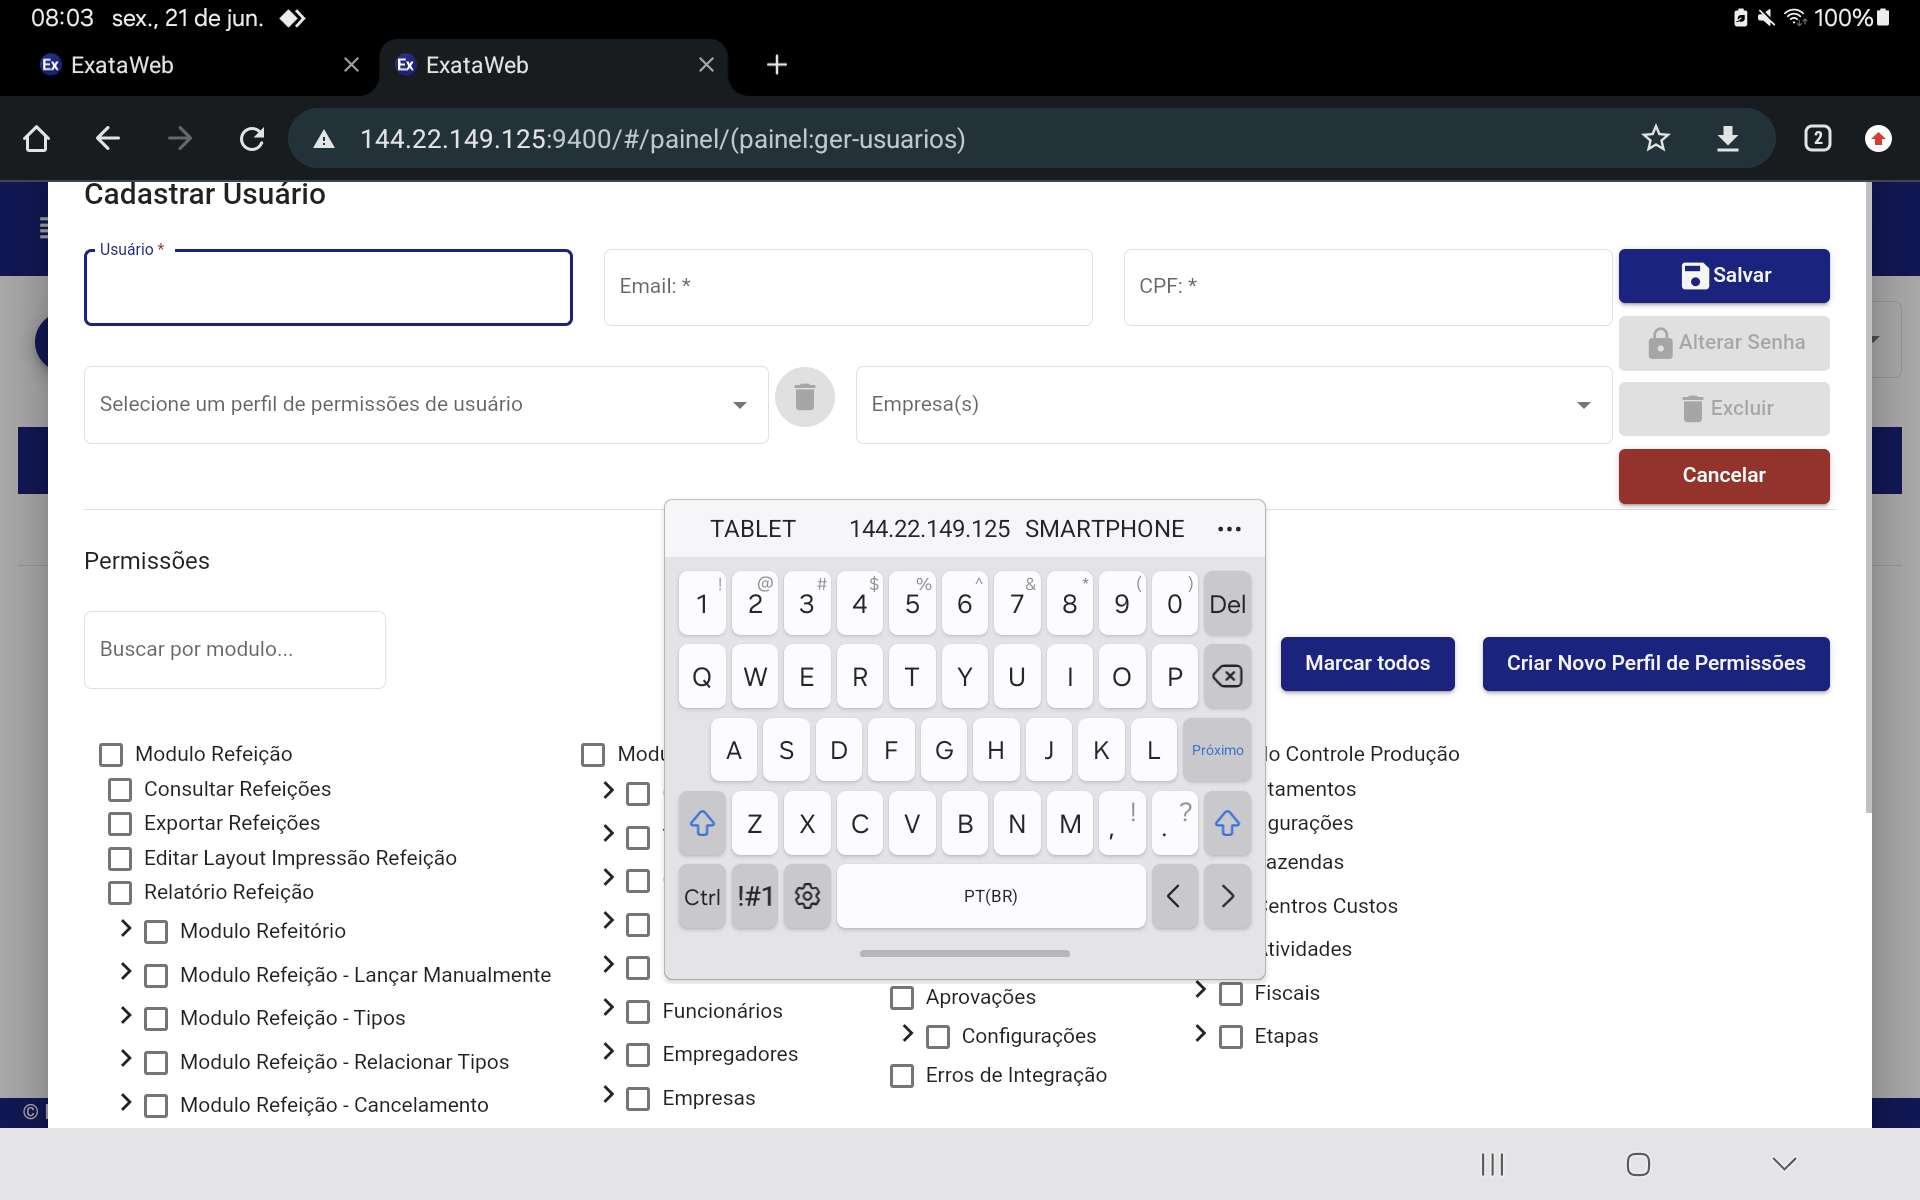 08:03 sex., 21 de jun. 100%
Ex ExataWeb Ex ExataWeb
144.22.149.125:9400/#/painel/(painel:ger-usuarios) 2
Cadastrar Usuário
Usuário *
Email: *
CPF: *
Salvar
Alterar Senha
Selecione um perfil de permissões de usuário
Empresa(s)
Excluir
Cancelar
TABLET 144.22.149.125 SMARTPHONE ...
Permissões
! @ # $ % ^ & * ( )
1 2 3 4 5 6 7 8 9 0 Del
Buscar por modulo...
Marcar todos
Criar Novo Perfil de Permissões
Q W E R T Y U I O P
A S D F G H J K L Próximo
! ?
Z X C V B N M , .
Ctrl !#1 PT(BR)
Modulo Refeição
Consultar Refeições
Exportar Refeições
Editar Layout Impressão Refeição
Relatório Refeição
Modulo Refeitório
Modulo Refeição - Lançar Manualmente
Modulo Refeição - Tipos
Modulo Refeição - Relacionar Tipos
Modulo Refeição - Cancelamento
Modu
Funcionários
Empregadores
Empresas
Aprovações
Configurações
Erros de Integração
lo Controle Produção
tamentos
gurações
azendas
entros Custos
tividades
Fiscais
Etapas
©